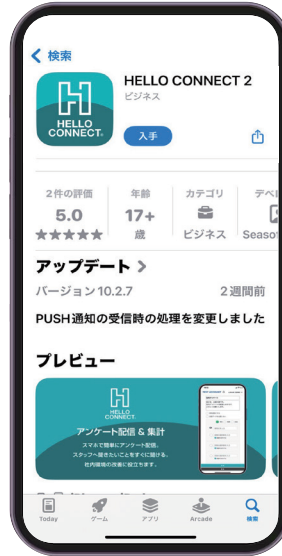 検索
HELLO
CONNECT.
HELLO CONNECT 2
ビジネス
入手
2件の評価
年齢
カテゴリ
デベ
5.0
17+
★★★★★
歳
ビジネス
Seaso
アップデート
バージョン 10.2.7
2週間前
PUSH通知の受信時の処理を変更しました
プレビュー
HELLO
CONNECT.
アンケート配信 & 集計
スマホで簡単にアンケート配信。
スタッフへ聞きたいことをすぐに聞ける。
社内環境の改善に役立ちます。
Today
ゲーム
アプリ
Arcade
検索